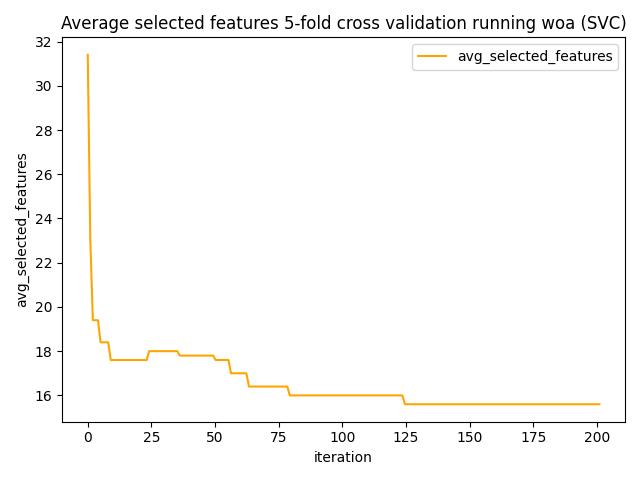 Average selected features 5-fold cross validation running woa (SVC)
avg_selected_features
32
30
28
26
24
22
20
18
16
avg_selected_features
0 25 50 75 100 125 150 175 200
iteration